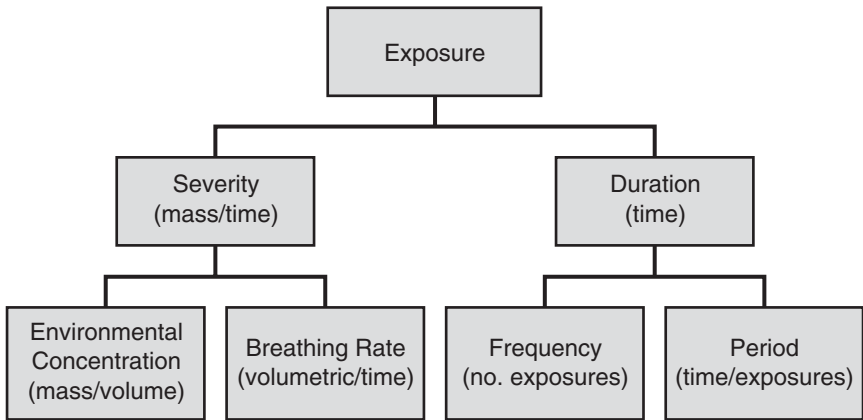 Exposure
Severity
(mass/time)
Duration
(time)
Environmental
Concentration
(mass/volume)
Breathing Rate
(volumetric/time)
Frequency
(no. exposures)
Period
(time/exposures)